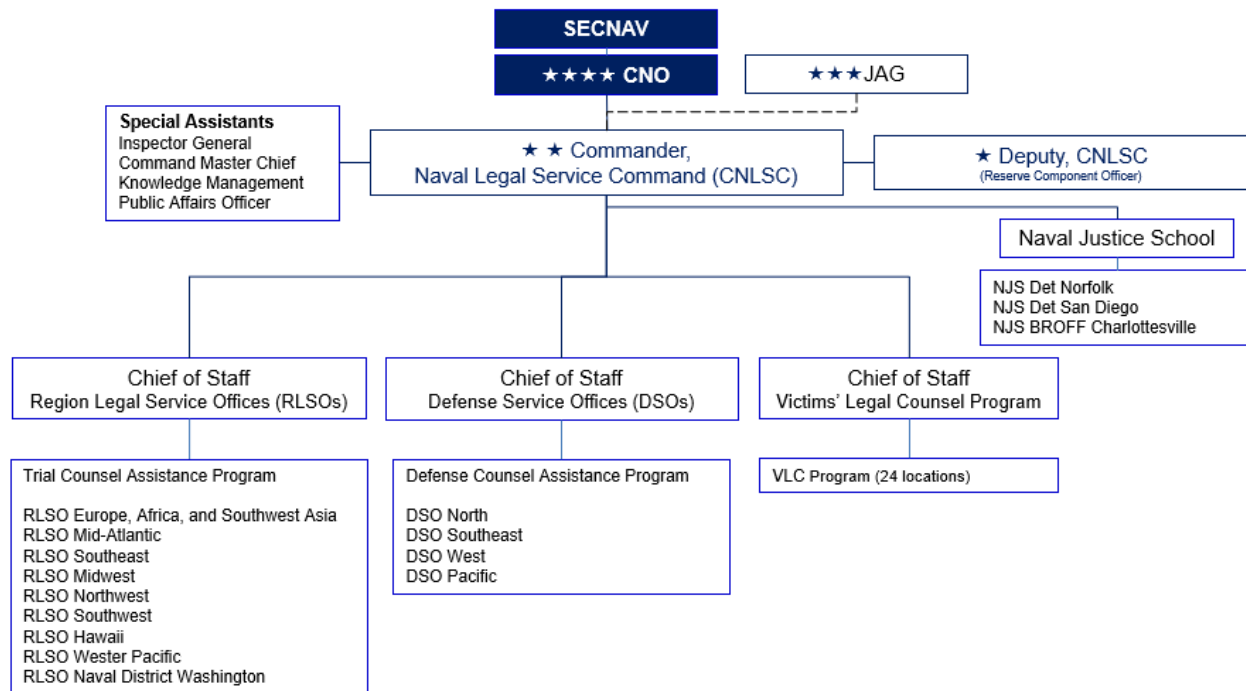 SECNAV
★★★★ CNO
★★★JAG
Special Assistants
Inspector General
Command Master Chief
Knowledge Management
Public Affairs Officer
★ ★ Commander,
Naval Legal Service Command (CNLSC)
★ Deputy, CNLSC
(Reserve Component Officer)
Naval Justice School
NJS Det Norfolk
NJS Det San Diego
NJS BROFF Charlottesville
Chief of Staff
Region Legal Service Offices (RLSOs)
Chief of Staff
Defense Service Offices (DSOs)
Chief of Staff
Victims’ Legal Counsel Program
Trial Counsel Assistance Program
RLSO Europe, Africa, and Southwest Asia
RLSO Mid-Atlantic
RLSO Southeast
RLSO Midwest
RLSO Northwest
RLSO Southwest
RLSO Hawaii
RLSO Wester Pacific
RLSO Naval District Washington
Defense Counsel Assistance Program
DSO North
DSO Southeast
DSO West
DSO Pacific
VLC Program (24 locations)